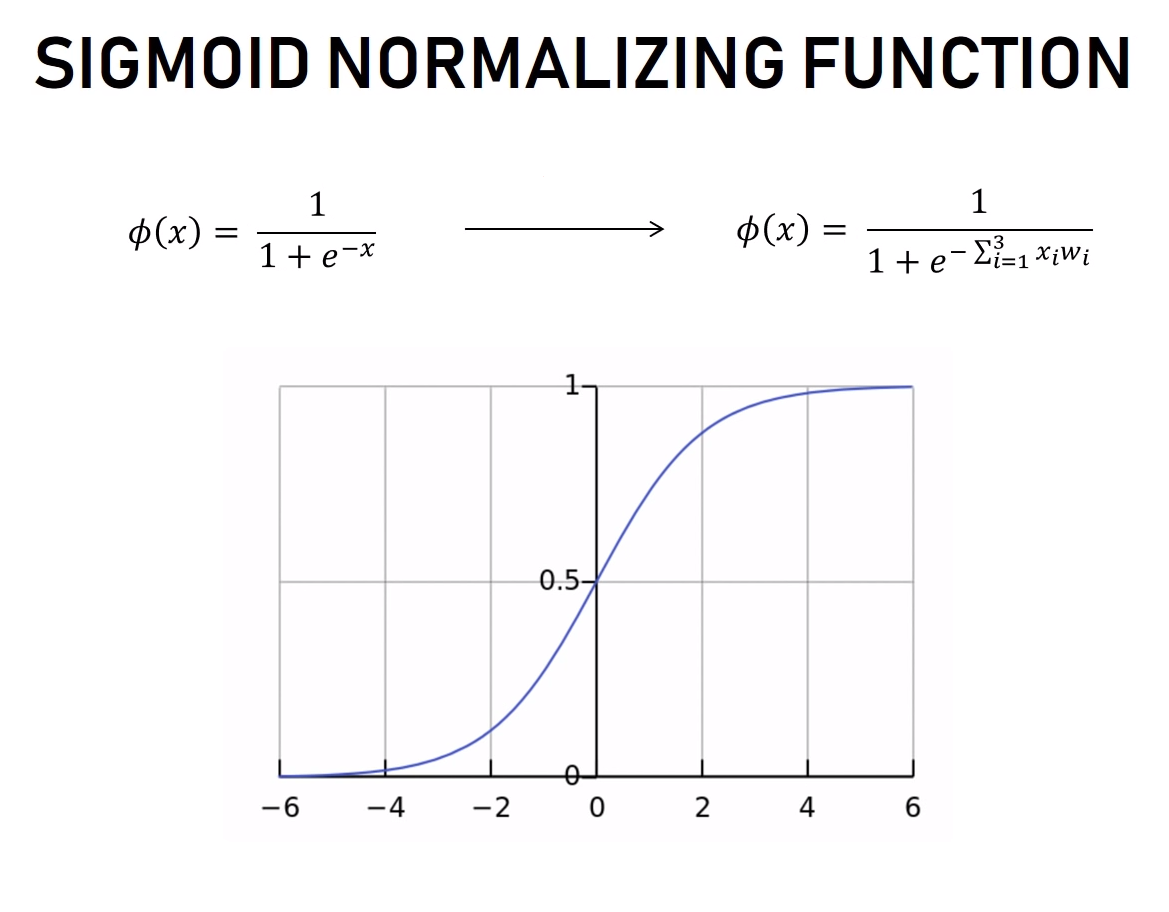 SIGMOID NORMALIZING FUNCTION
ϕ(x) = 1 / (1 + e^{−x}) ⟶ ϕ(x) = 1 / (1 + e^{−∑_{i=1}^{3} x_i w_i})
1
0.5
0
−6 −4 −2 0 2 4 6